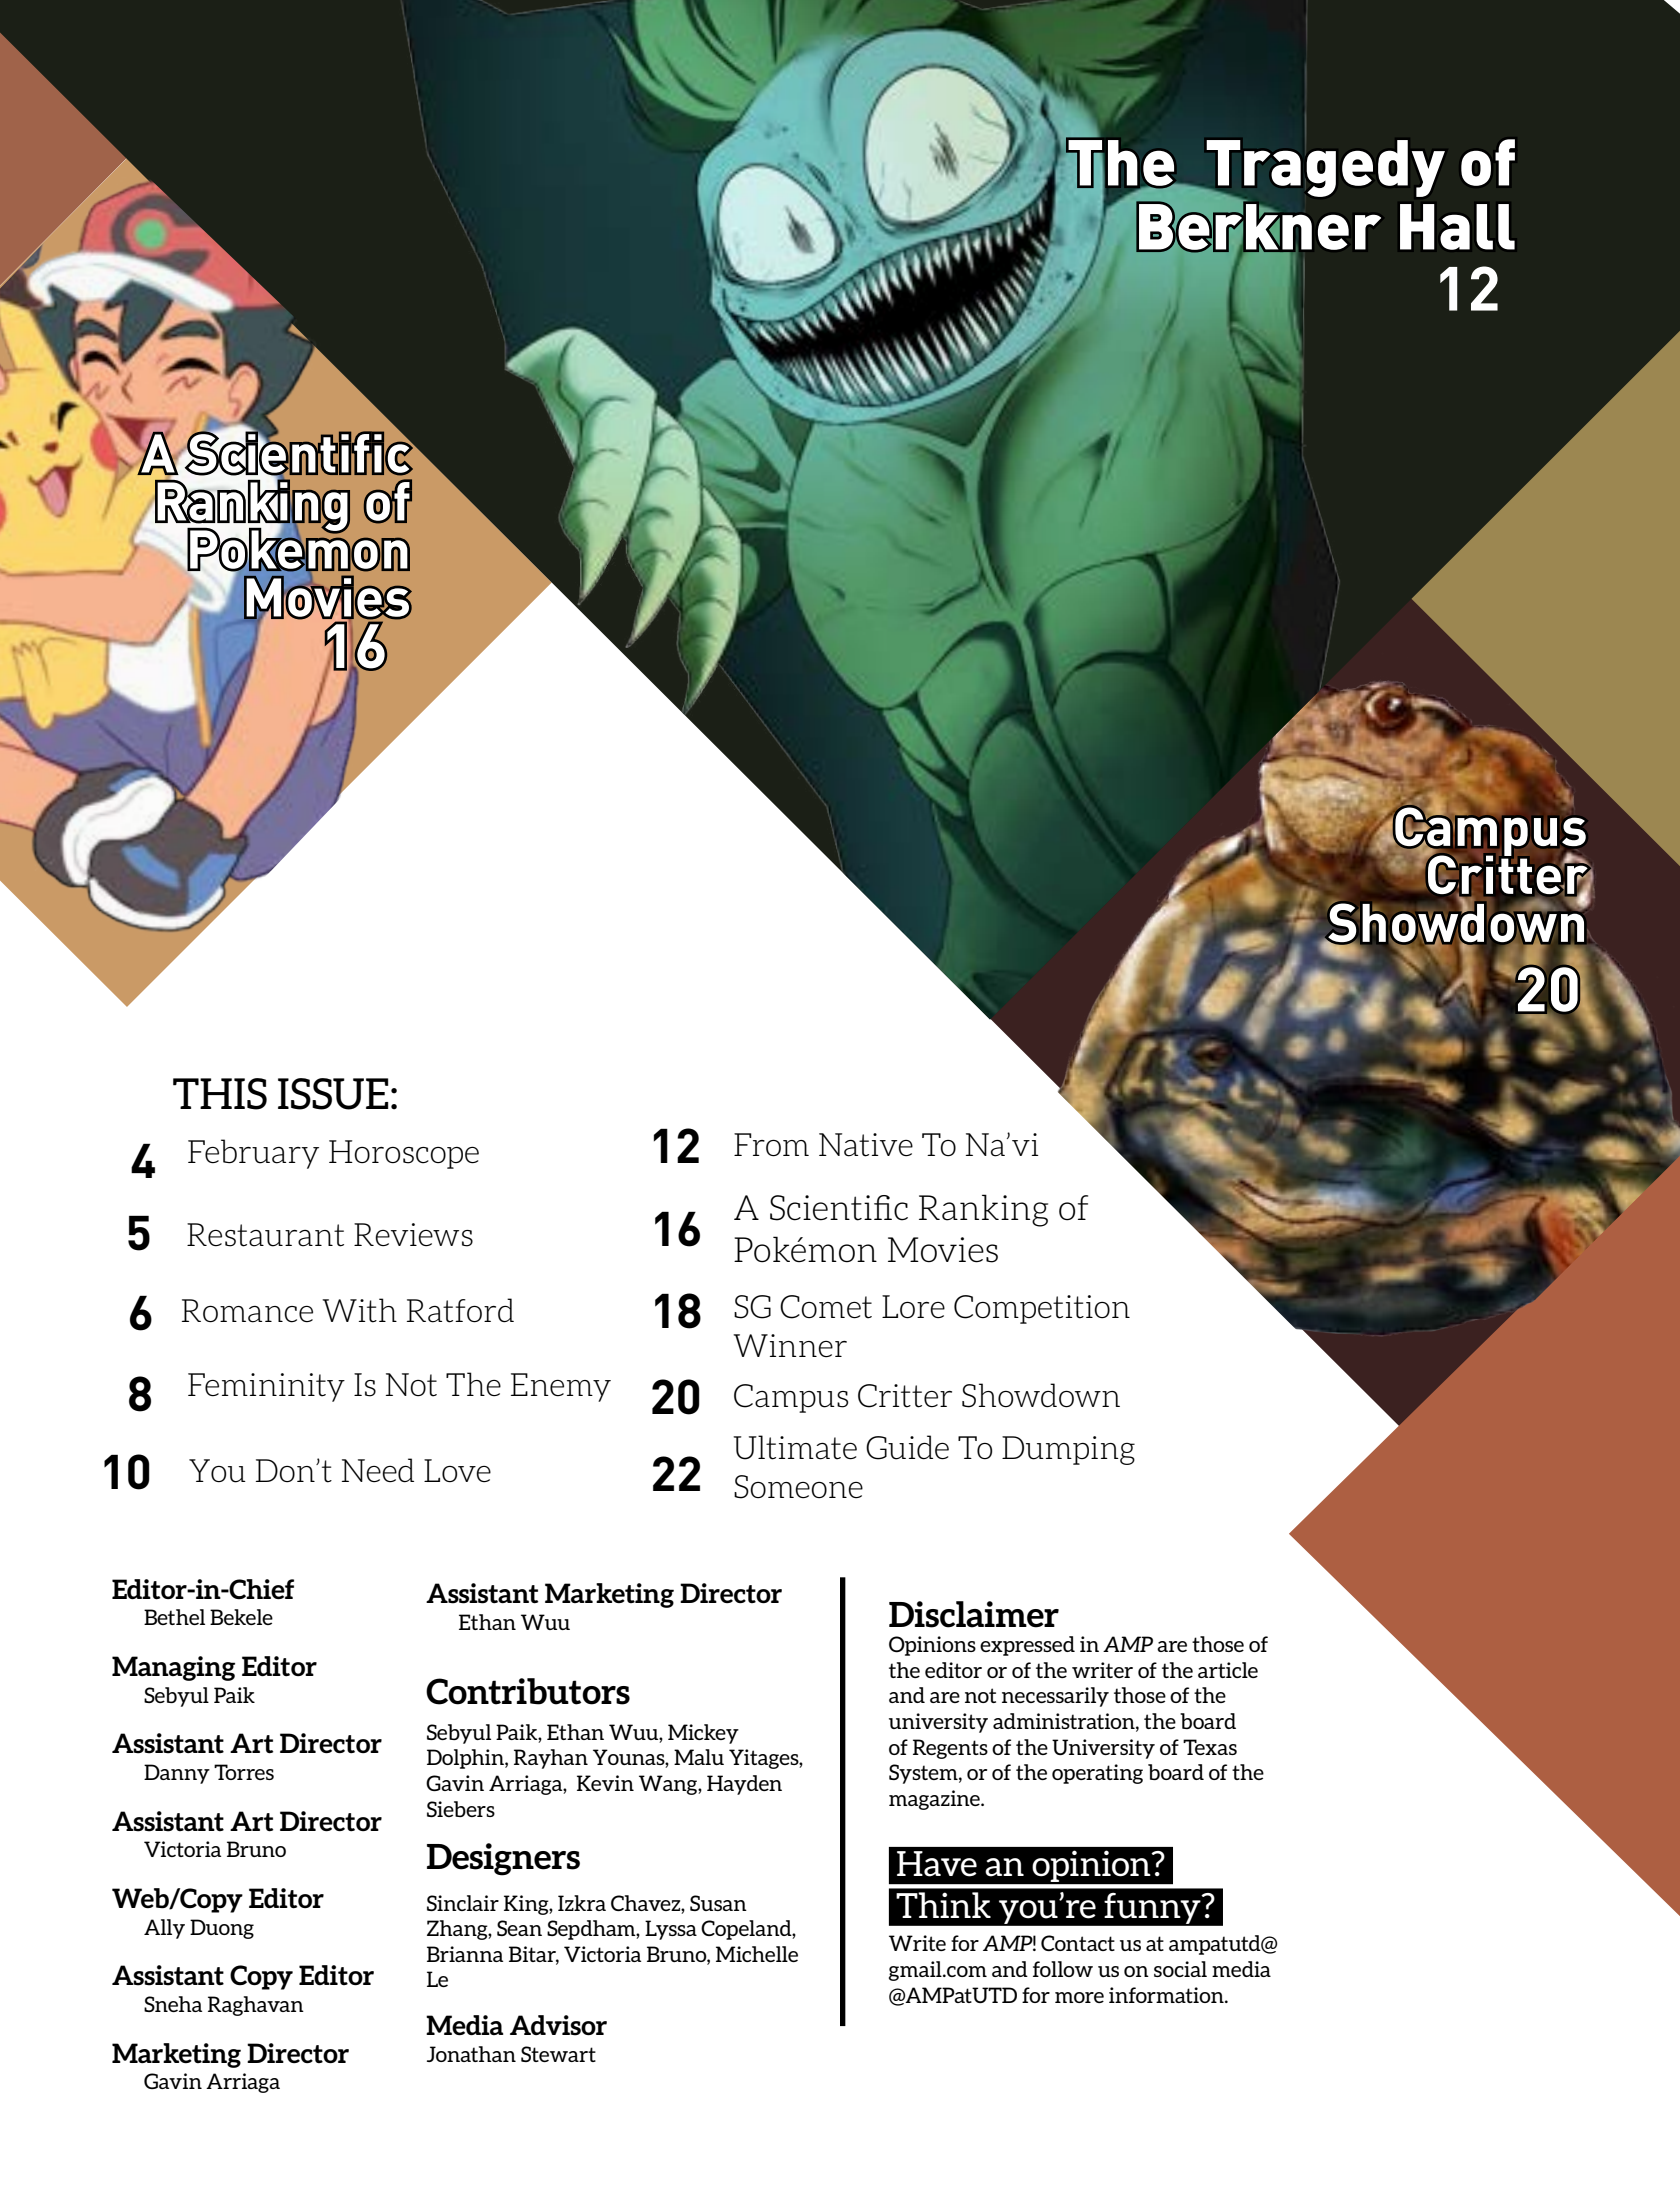 The Tragedy of
Berkner Hall
12
A Scientific
Ranking of
Pokemon
Movies
16
Campus
Critter
Showdown
20
THIS ISSUE:
4 February Horoscope
5 Restaurant Reviews
6 Romance With Ratford
8 Femininity Is Not The Enemy
10 You Don't Need Love
12 From Native To Na'vi
16 A Scientific Ranking of
Pokémon Movies
18 SG Comet Lore Competition
Winner
20 Campus Critter Showdown
22 Ultimate Guide To Dumping
Someone
Editor-in-Chief
Bethel Bekele
Managing Editor
Sebyul Paik
Assistant Art Director
Danny Torres
Assistant Art Director
Victoria Bruno
Web/Copy Editor
Ally Duong
Assistant Copy Editor
Sneha Raghavan
Marketing Director
Gavin Arriaga
Assistant Marketing Director
Ethan Wuu
Contributors
Sebyul Paik, Ethan Wuu, Mickey
Dolphin, Rayhan Younas, Malu Yitages,
Gavin Arriaga, Kevin Wang, Hayden
Siebers
Designers
Sinclair King, Izkra Chavez, Susan
Zhang, Sean Sepdham, Lyssa Copeland,
Brianna Bitar, Victoria Bruno, Michelle
Le
Media Advisor
Jonathan Stewart
Disclaimer
Opinions expressed in AMP are those of
the editor or of the writer of the article
and are not necessarily those of the
university administration, the board
of Regents of the University of Texas
System, or of the operating board of the
magazine.
Have an opinion?
Think you're funny?
Write for AMP! Contact us at ampatutd@
gmail.com and follow us on social media
@AMPatUTD for more information.